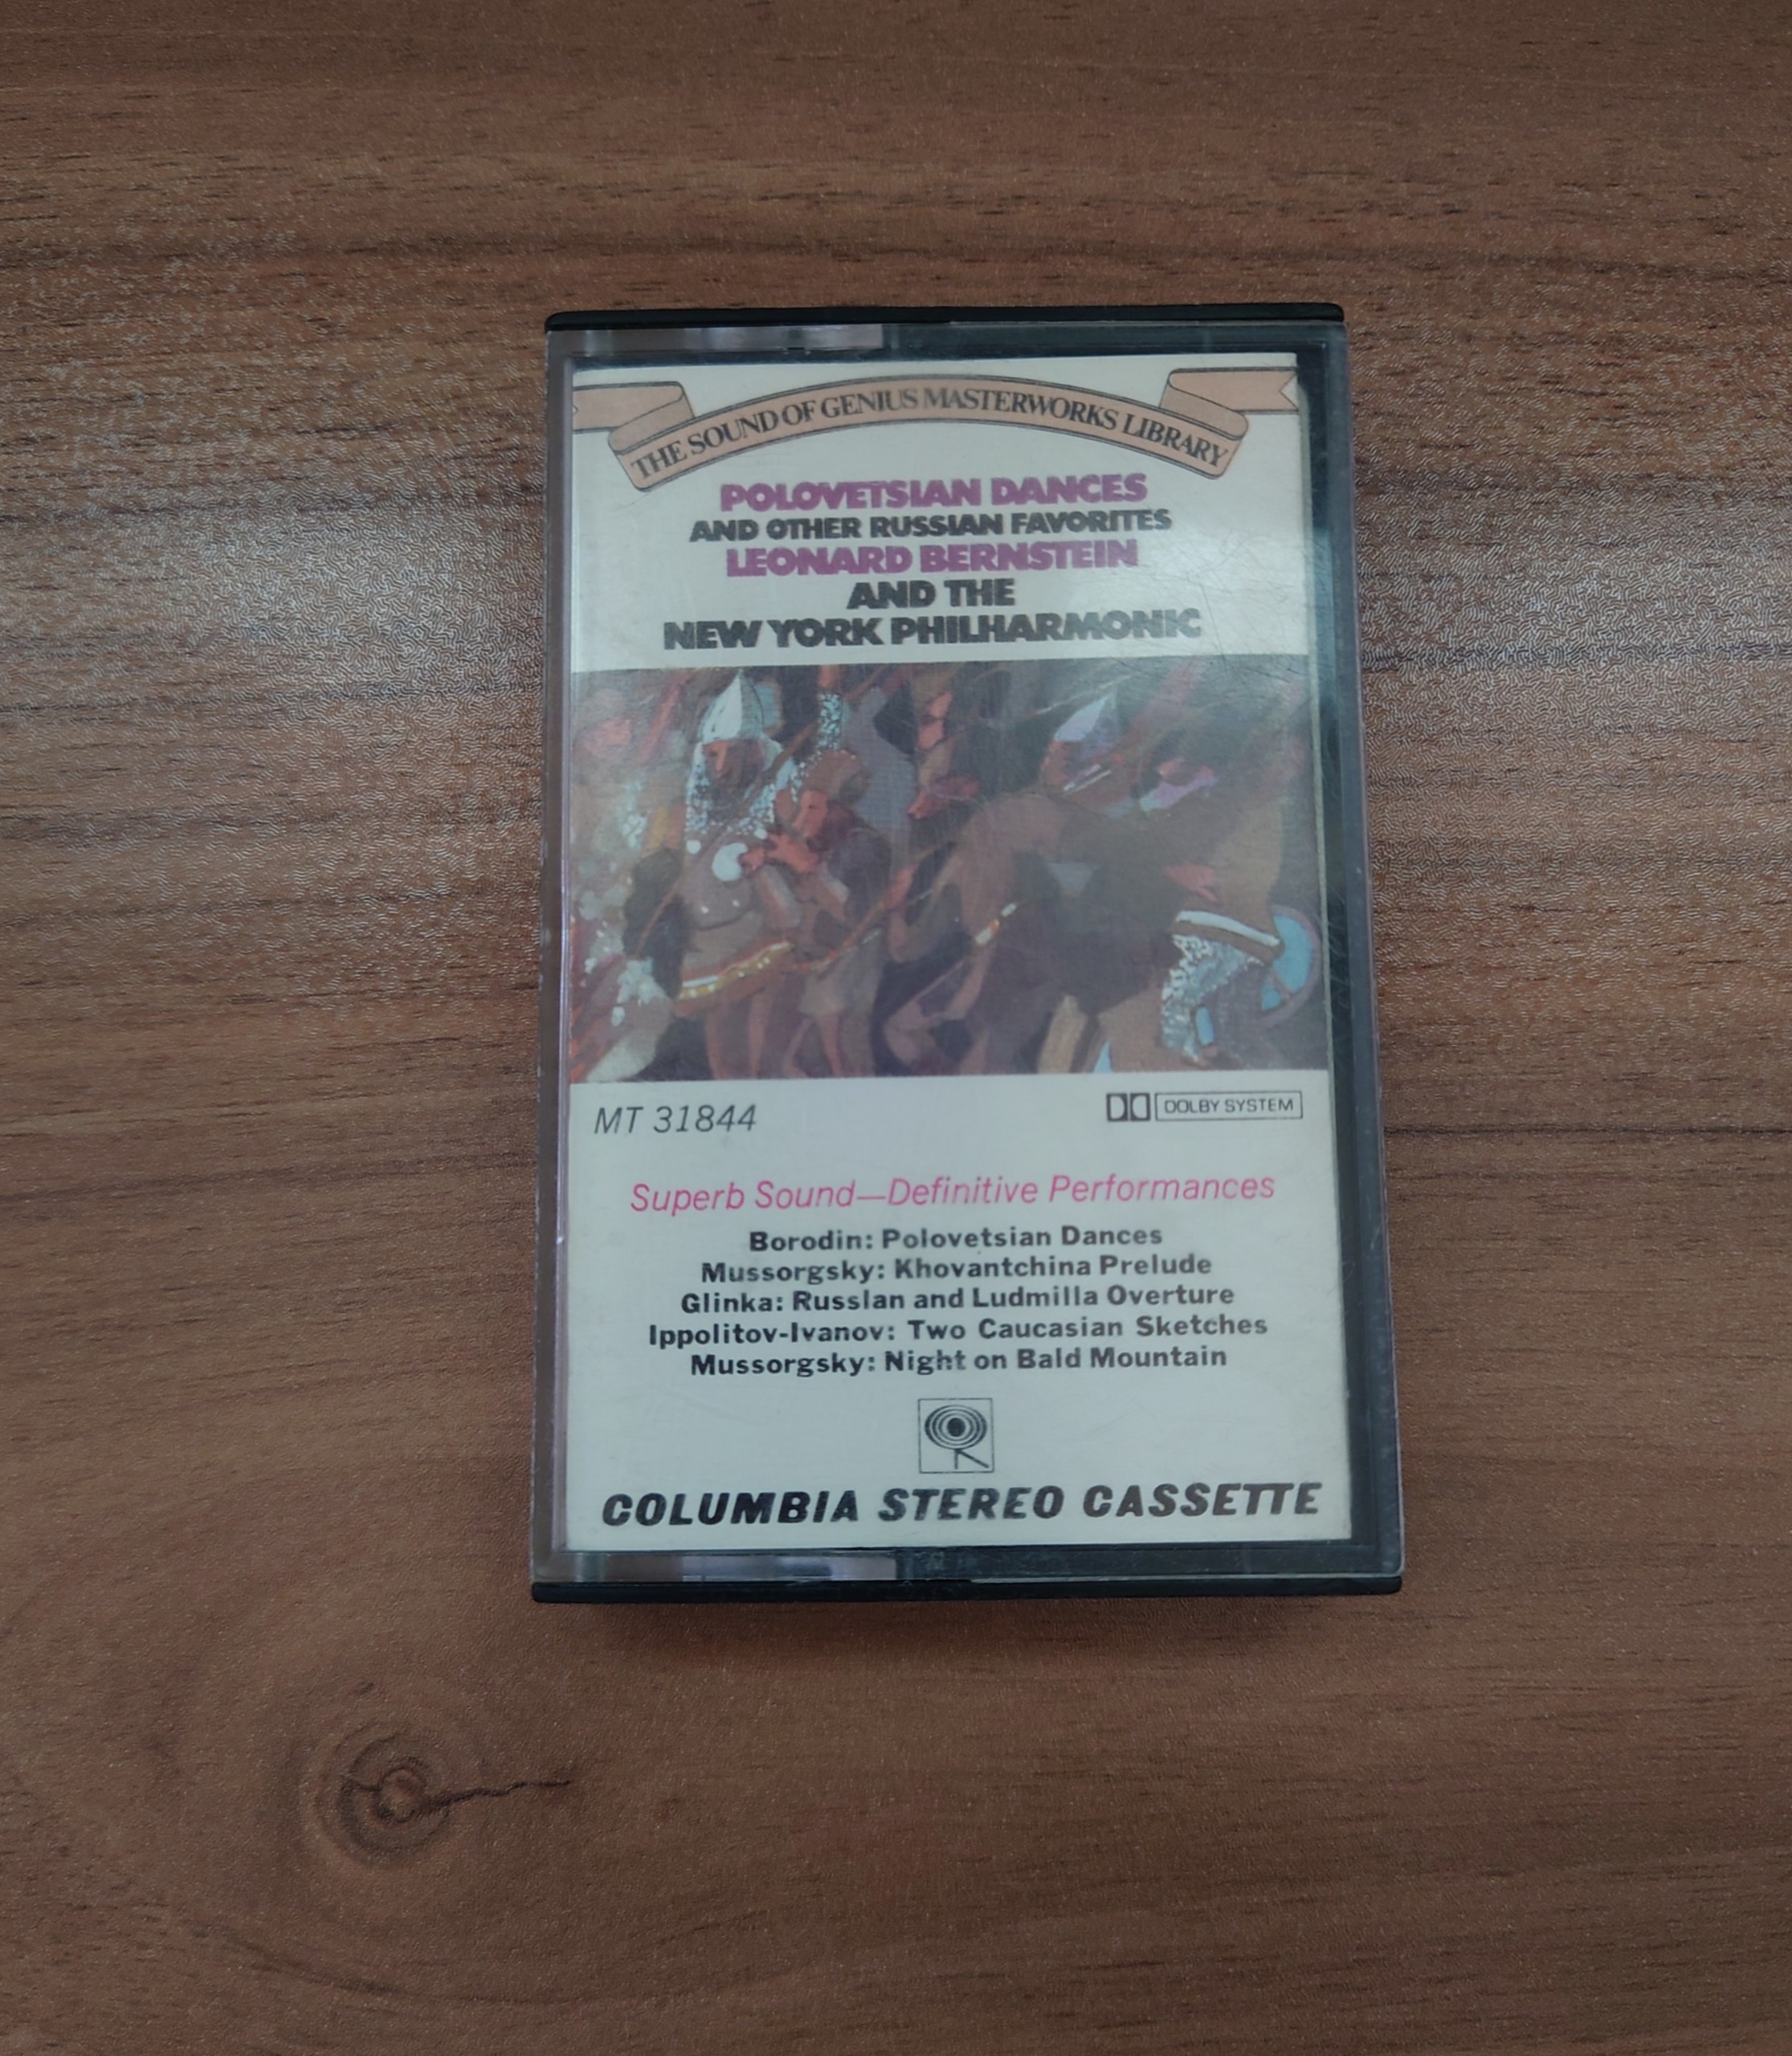 THE SOUND OF GENIUS MASTERWORKS LIBRARY
POLOVETSIAN DANCES
AND OTHER RUSSIAN FAVORITES
LEONARD BERNSTEIN
AND THE
NEW YORK PHILHARMONIC
MT 31844
DOLBY SYSTEM
Superb Sound—Definitive Performances
Borodin: Polovetsian Dances
Mussorgsky: Khovantchina Prelude
Glinka: Russlan and Ludmilla Overture
Ippolitov-Ivanov: Two Caucasian Sketches
Mussorgsky: Night on Bald Mountain
COLUMBIA STEREO CASSETTE